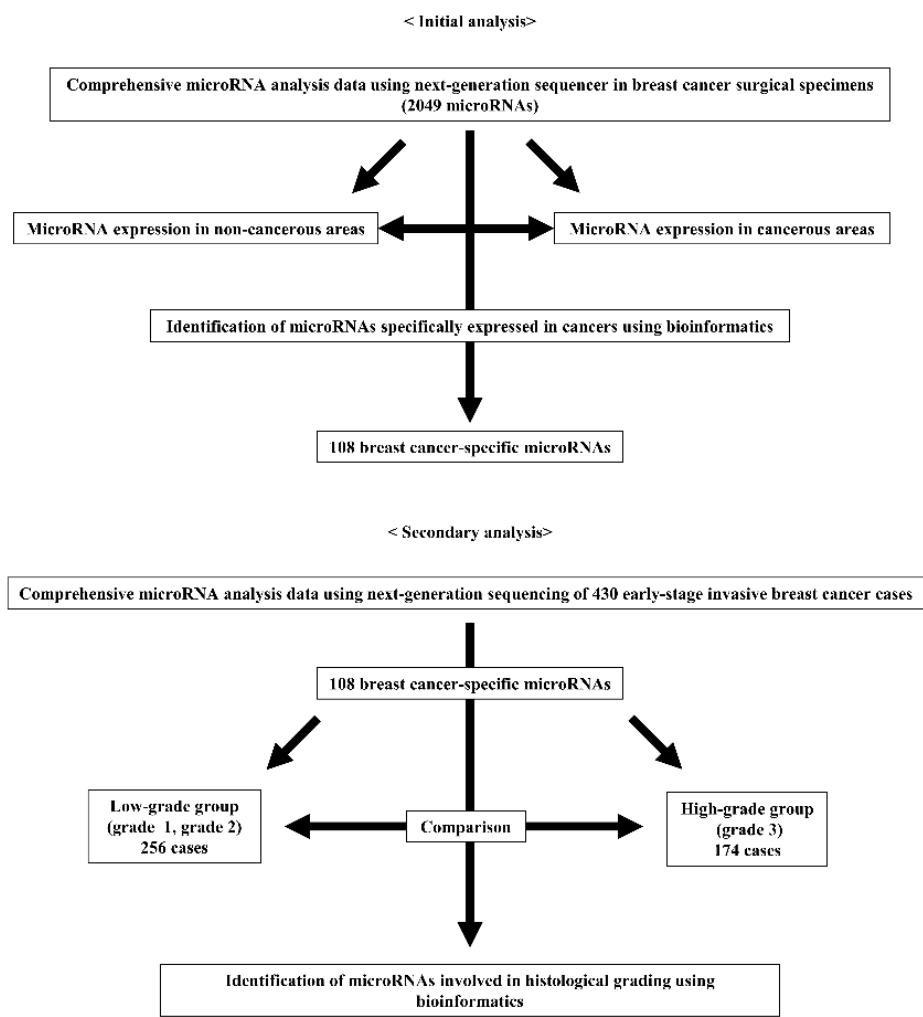 < Initial analysis>
Comprehensive microRNA analysis data using next-generation sequencer in breast cancer surgical specimens
(2049 microRNAs)
MicroRNA expression in non-cancerous areas
MicroRNA expression in cancerous areas
Identification of microRNAs specifically expressed in cancers using bioinformatics
108 breast cancer-specific microRNAs
< Secondary analysis>
Comprehensive microRNA analysis data using next-generation sequencing of 430 early-stage invasive breast cancer cases
108 breast cancer-specific microRNAs
Low-grade group
(grade 1, grade 2)
256 cases
Comparison
High-grade group
(grade 3)
174 cases
Identification of microRNAs involved in histological grading using
bioinformatics